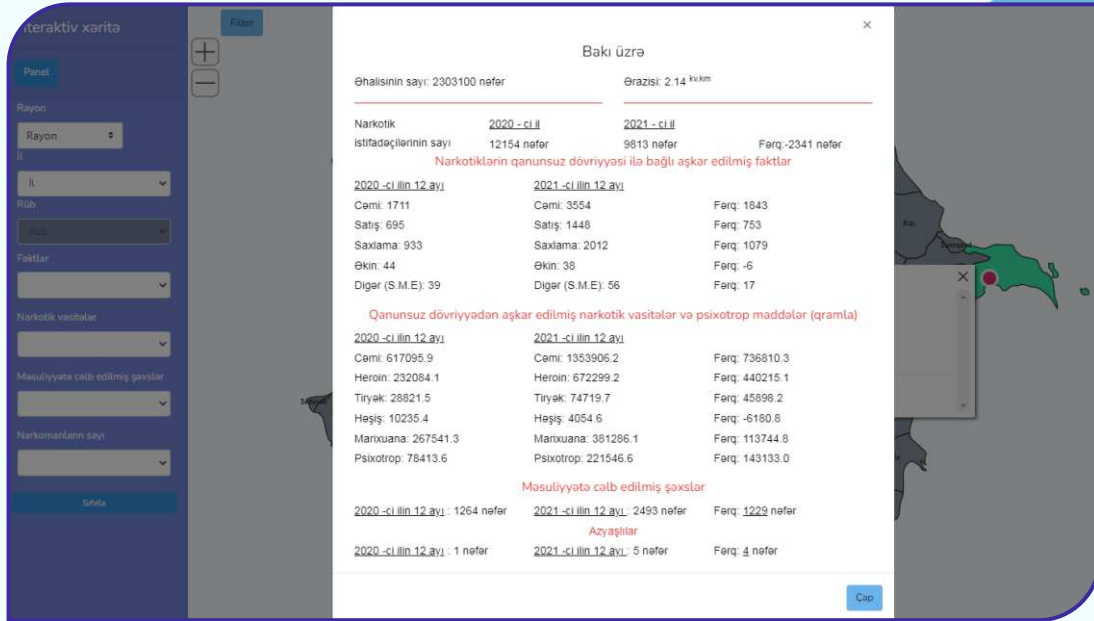 nteraktiv xəritə
Filter
Panel
Rayon
Rayon
İl
İL
Rüb
Rüb
Faktlar
Narkotik vasitələr
Məsuliyyətə cəlb edilmiş şəxslər
Narkomanların sayı
Sıfırla
Bakı üzrə
Əhalisinin sayı: 2303100 nəfər Ərazisi: 2.14 kv.km
Narkotik 2020 - ci il 2021 - ci il
istifadəçilərinin sayı 12154 nəfər 9813 nəfər Fərq:-2341 nəfər
Narkotiklərin qanunsuz dövriyyəsi ilə bağlı aşkar edilmiş faktlar
2020 -ci ilin 12 ayı 2021 -ci ilin 12 ayı
Cəmi: 1711 Cəmi: 3554 Fərq: 1843
Satış: 695 Satış: 1448 Fərq: 753
Saxlama: 933 Saxlama: 2012 Fərq: 1079
Əkin: 44 Əkin: 38 Fərq: -6
Digər (S.M.E): 39 Digər (S.M.E): 56 Fərq: 17
Qanunsuz dövriyyədən aşkar edilmiş narkotik vasitələr və psixotrop maddələr (qramla)
2020 -ci ilin 12 ayı 2021 -ci ilin 12 ayı
Cəmi: 617095.9 Cəmi: 1353906.2 Fərq: 736810.3
Heroin: 232084.1 Heroin: 672299.2 Fərq: 440215.1
Tiryək: 28821.5 Tiryək: 74719.7 Fərq: 45898.2
Həşiş: 10235.4 Həşiş: 4054.6 Fərq: -6180.8
Marixuana: 267541.3 Marixuana: 381286.1 Fərq: 113744.8
Psixotrop: 78413.6 Psixotrop: 221546.6 Fərq: 143133.0
Məsuliyyətə cəlb edilmiş şəxslər
2020 -ci ilin 12 ayı : 1264 nəfər 2021 -ci ilin 12 ayı : 2493 nəfər Fərq: 1229 nəfər
Azyaşlılar
2020 -ci ilin 12 ayı : 1 nəfər 2021 -ci ilin 12 ayı : 5 nəfər Fərq: 4 nəfər
Çap